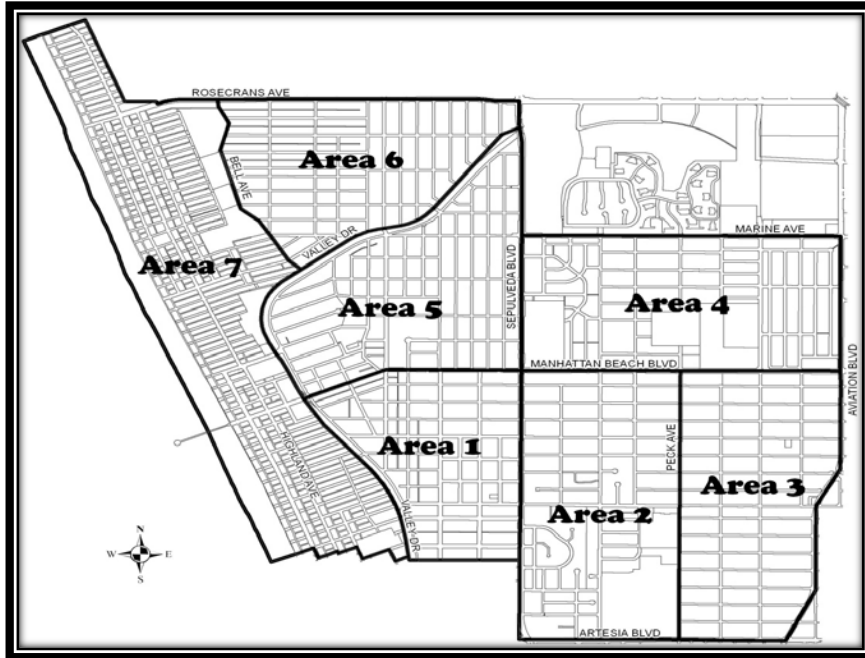 ROSECRANS AVE
Area 6
BELL AVE
VALLEY DR
MARINE AVE
Area 7
SEPULVEDA BLVD
Area 5
Area 4
MANHATTAN BEACH BLVD
AVIATION BLVD
HIGHLAND AVE
Area 1
PECK AVE
Area 3
Area 2
VALLEY DR
N
W
E
S
ARTESIA BLVD